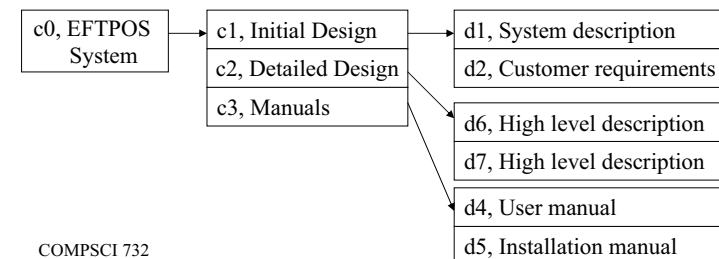 c0, EFTPOS
System
c1, Initial Design
c2, Detailed Design
c3, Manuals
d1, System description
d2, Customer requirements
d6, High level description
d7, High level description
d4, User manual
d5, Installation manual
COMPSCI 732